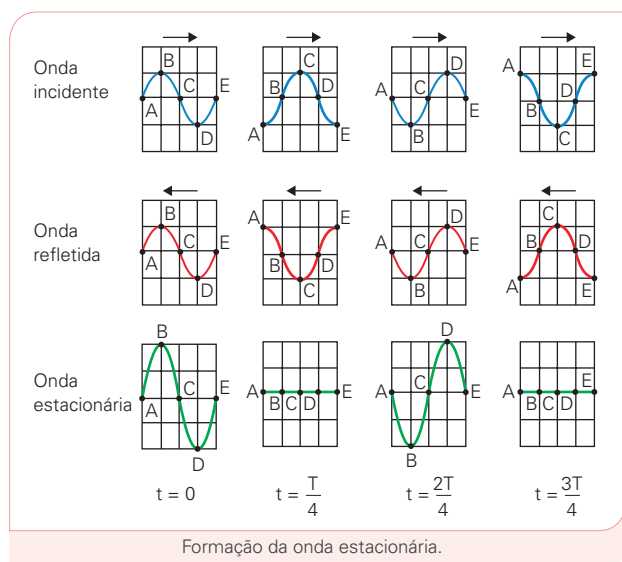 B
C
D
A
E
Onda
incidente
A
C
E
D
B
D
A
E
B
C
D
E
A
B
D
C
B
A
E
D
C
Onda
refletida
A
C
E
D
B
C
A
E
D
B
C
D
B
A
E
B
D
Onda
estacionária
A
C
E
D
A
B C D
E
A
C
E
B
A
B C D
E
t = 0
t = T/4
t = 2T/4
t = 3T/4
Formação da onda estacionária.